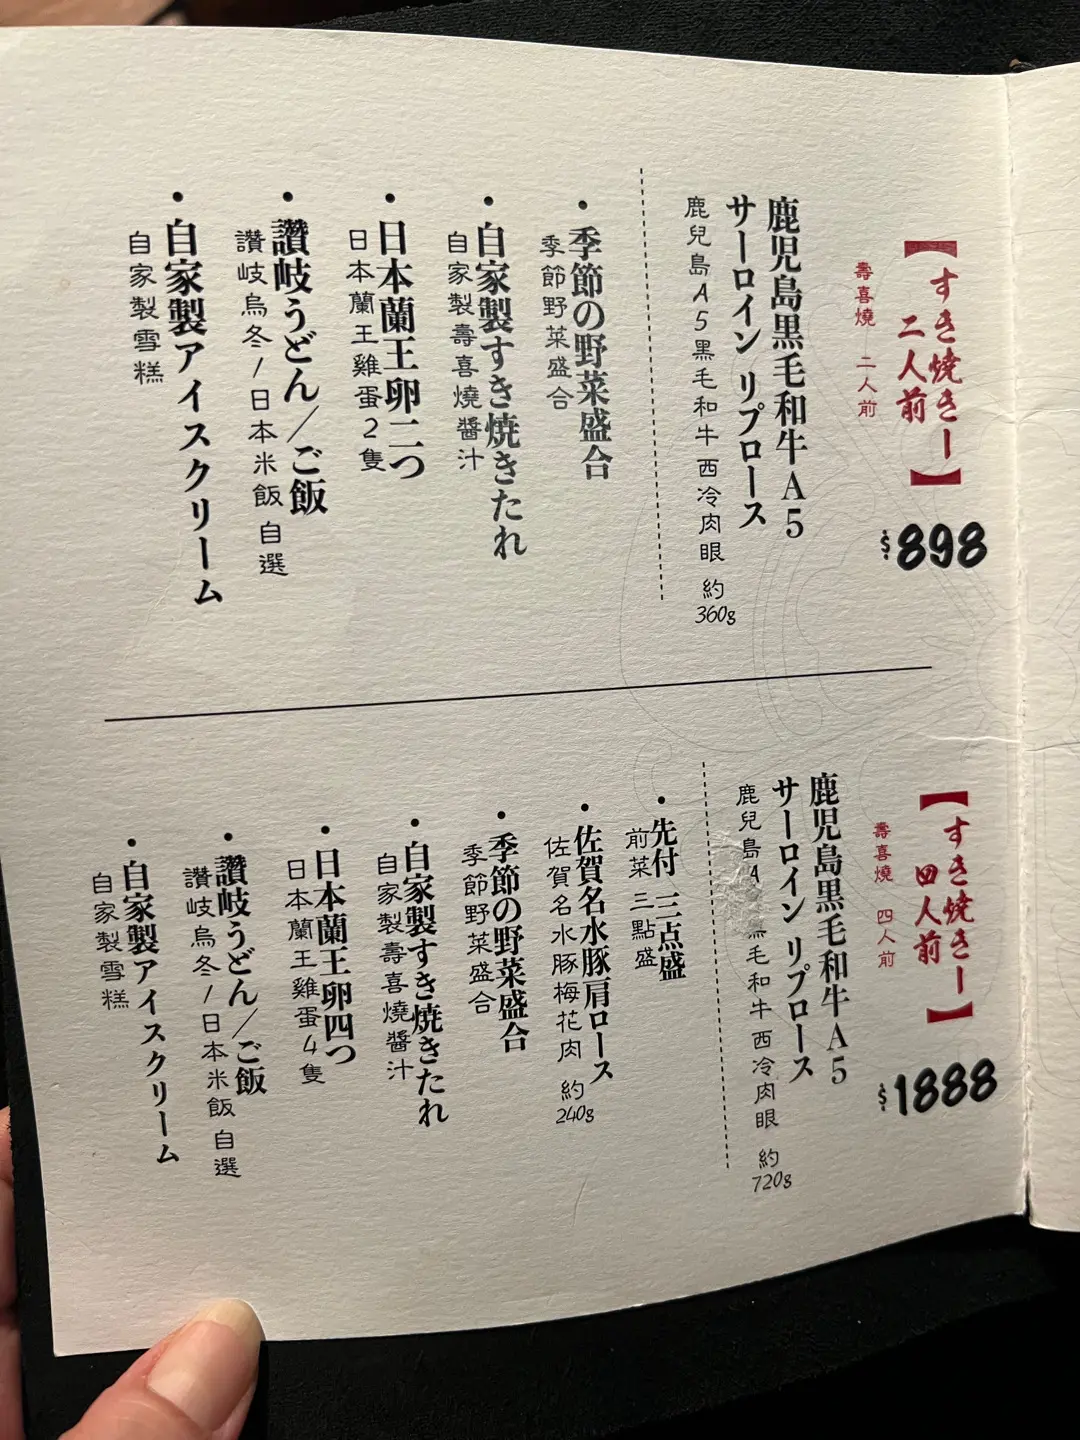 【すき焼きー
二人前】
壽喜燒 二人前
$898
鹿児島黒毛和牛A5
サーロイン リブロース
鹿兒島A5黑毛和牛西冷肉眼 約360g
・季節の野菜盛合
季節野菜盛合
・自家製すき焼きたれ
自家製壽喜燒醬汁
・日本蘭王卵二つ
日本蘭王雞蛋2隻
・讃岐うどん/ご飯
讃岐烏冬/日本米飯 自選
・自家製アイスクリーム
自家製雪糕
【すき焼きー
四人前】
壽喜燒 四人前
$1888
鹿児島黒毛和牛A5
サーロイン リブロース
鹿兒島A 黑毛和牛西冷肉眼 約720g
・先付 三点盛
前菜 三點盛
・佐賀名水豚肩ロース
佐賀名水豚梅花肉 約240g
・季節の野菜盛合
季節野菜盛合
・自家製すき焼きたれ
自家製壽喜燒醬汁
・日本蘭王卵四つ
日本蘭王雞蛋4隻
・讃岐うどん/ご飯
讃岐烏冬/日本米飯 自選
・自家製アイスクリーム
自家製雪糕